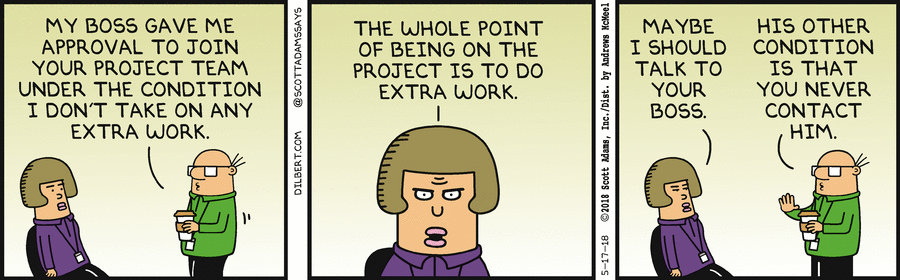 MY BOSS GAVE ME
APPROVAL TO JOIN
YOUR PROJECT TEAM
UNDER THE CONDITION
I DON'T TAKE ON ANY
EXTRA WORK.
DILBERT.COM @SCOTTADAMSSAYS
THE WHOLE POINT
OF BEING ON THE
PROJECT IS TO DO
EXTRA WORK.
5-17-18 ©2018 Scott Adams, Inc./Dist. by Andrews McMeel
MAYBE
I SHOULD
TALK TO
YOUR
BOSS.
HIS OTHER
CONDITION
IS THAT
YOU NEVER
CONTACT
HIM.